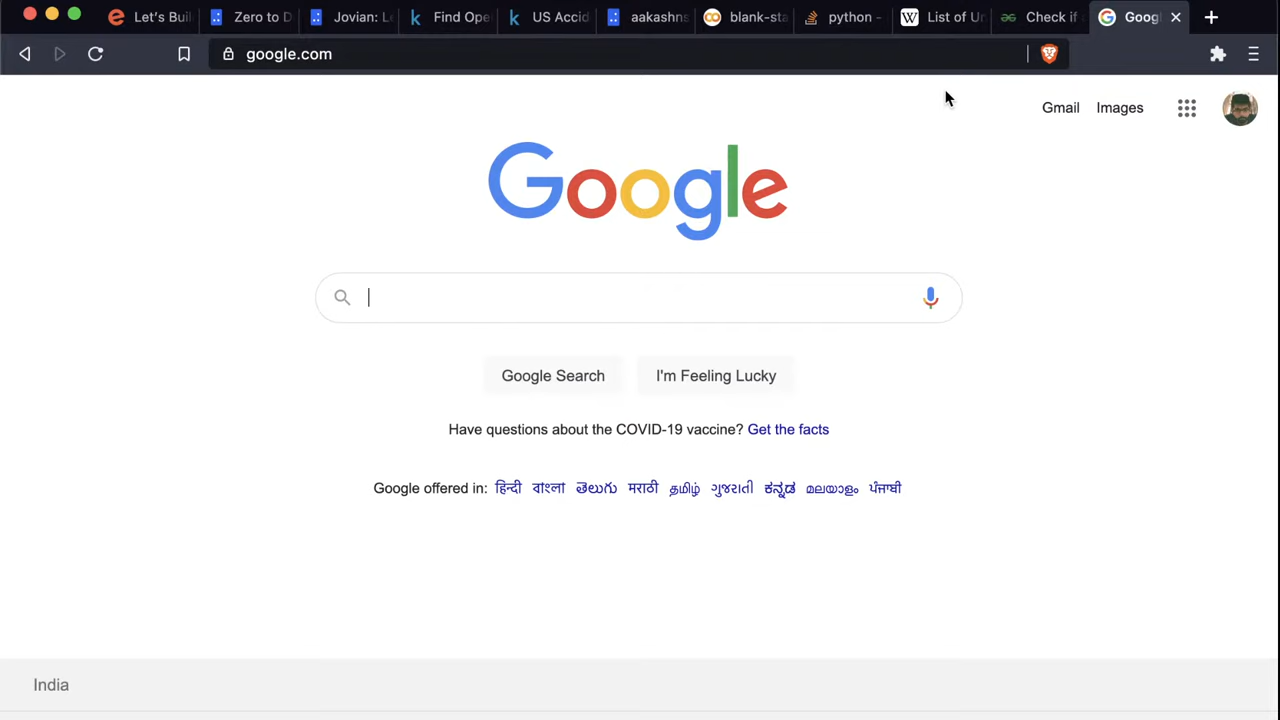 Let's Buil
Zero to D
Jovian: Le
Find Ope
US Accid
aakashns
blank-sta
python -
List of Un
Check if a
Googl
google.com
Gmail
Images
Google
Google Search
I'm Feeling Lucky
Have questions about the COVID-19 vaccine? Get the facts
Google offered in: हिन्दी বাংলা తెలుగు मराठी தமிழ் ગુજરાતી ಕನ್ನಡ മലയാളം ਪੰਜਾਬੀ
India